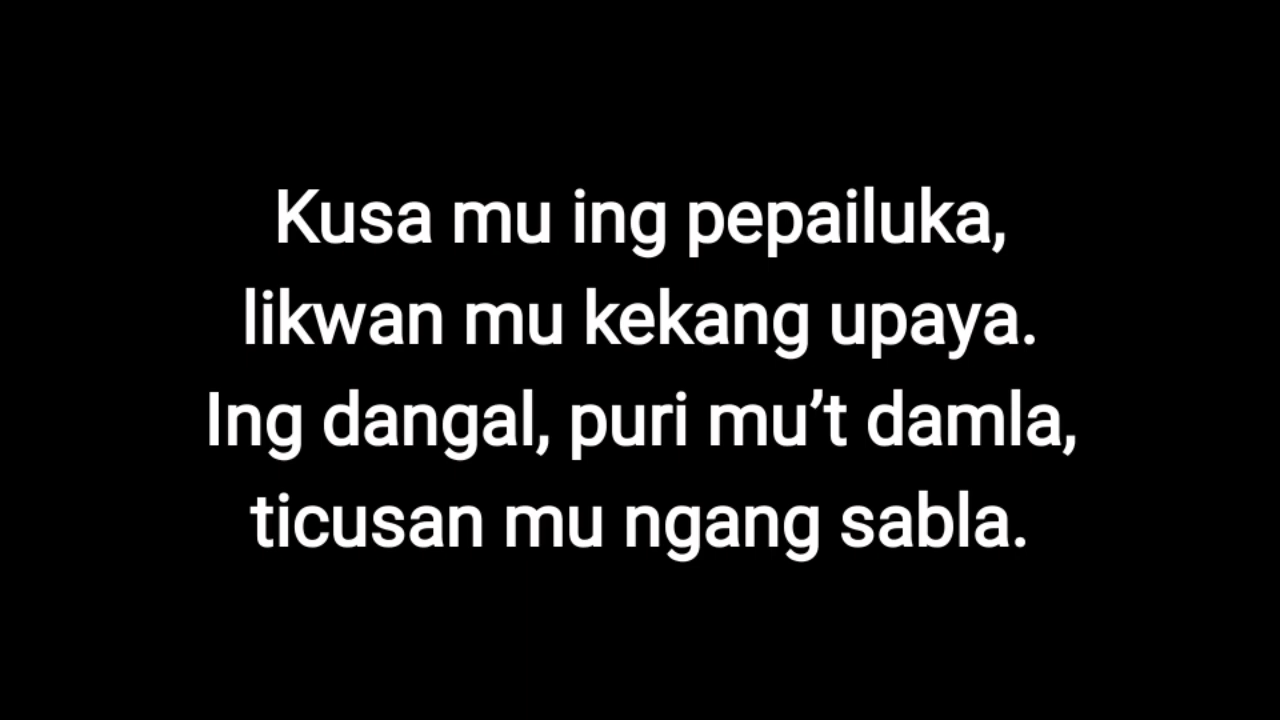 Kusa mu ing pepailuka,
likwan mu kekang upaya.
Ing dangal, puri mu’t damla,
ticusan mu ngang sabla.